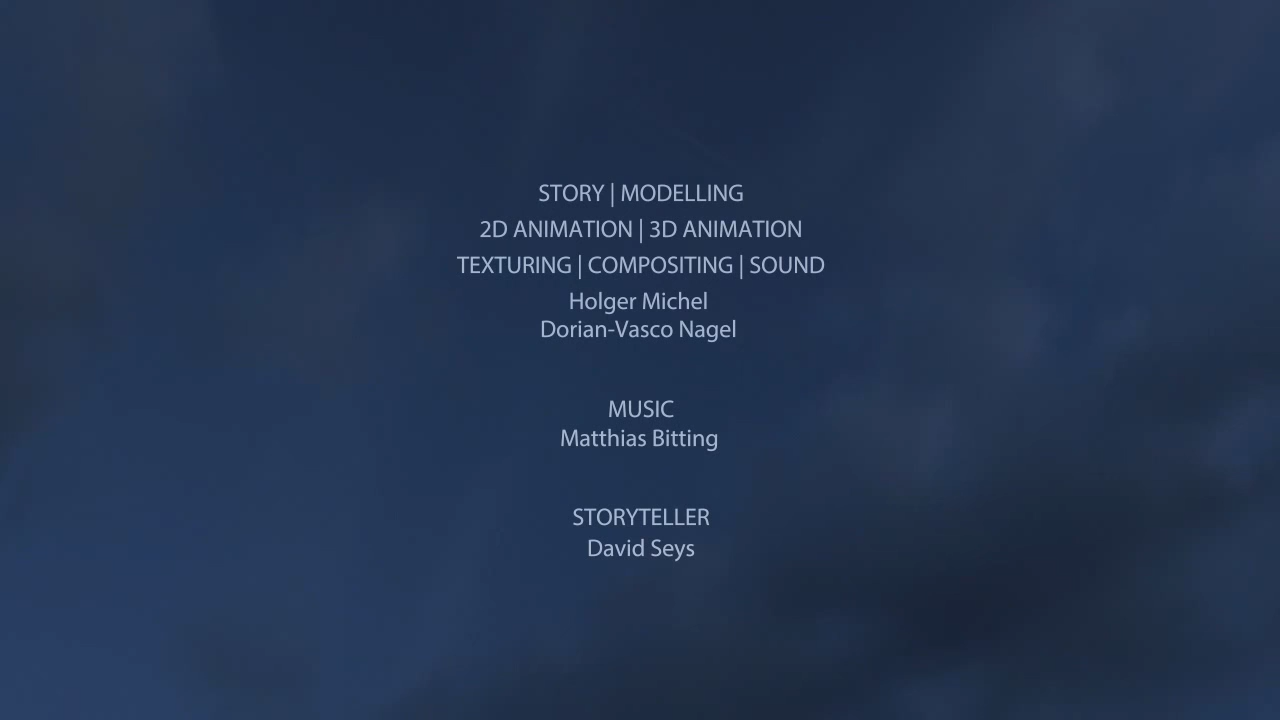 STORY | MODELLING
2D ANIMATION | 3D ANIMATION
TEXTURING | COMPOSITING | SOUND
Holger Michel
Dorian-Vasco Nagel
MUSIC
Matthias Bitting
STORYTELLER
David Seys